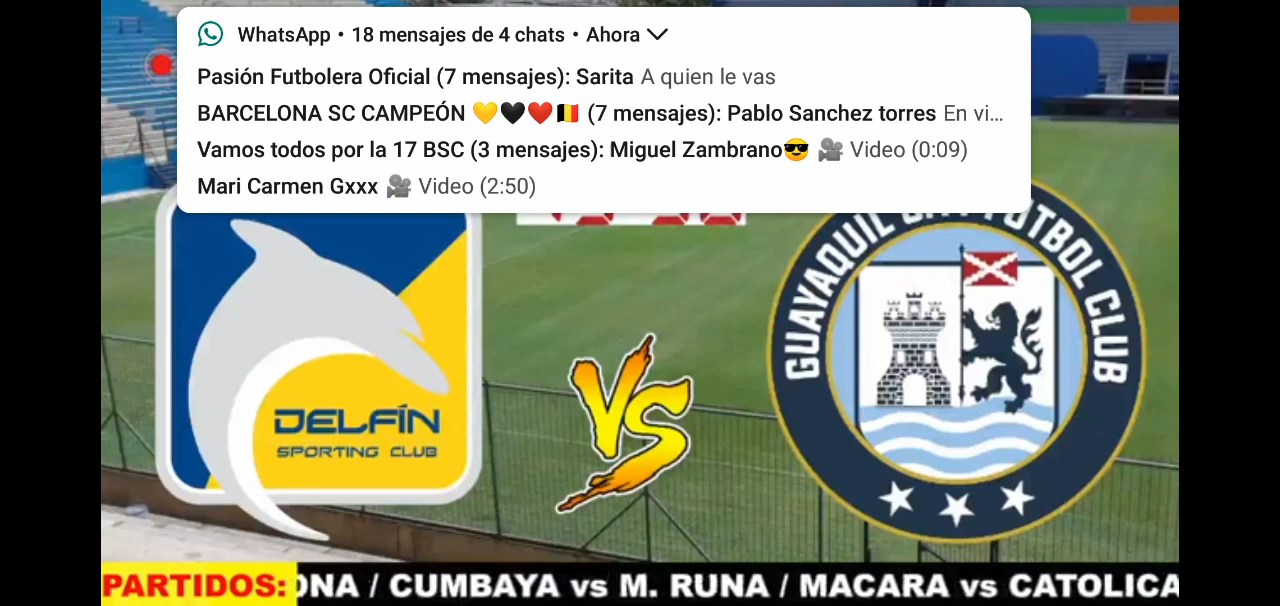 WhatsApp • 18 mensajes de 4 chats • Ahora
Pasión Futbolera Oficial (7 mensajes): Sarita A quien le vas
BARCELONA SC CAMPEÓN 💛🖤❤️🇧🇪 (7 mensajes): Pablo Sanchez torres En vi…
Vamos todos por la 17 BSC (3 mensajes): Miguel Zambrano😎 🎥 Video (0:09)
Mari Carmen Gxxx 🎥 Video (2:50)
GUAYAQUIL CITY FUTBOL CLUB
DELFÍN
SPORTING CLUB
VS
PARTIDOS: ONA / CUMBAYA vs M. RUNA / MACARA vs CATOLICA